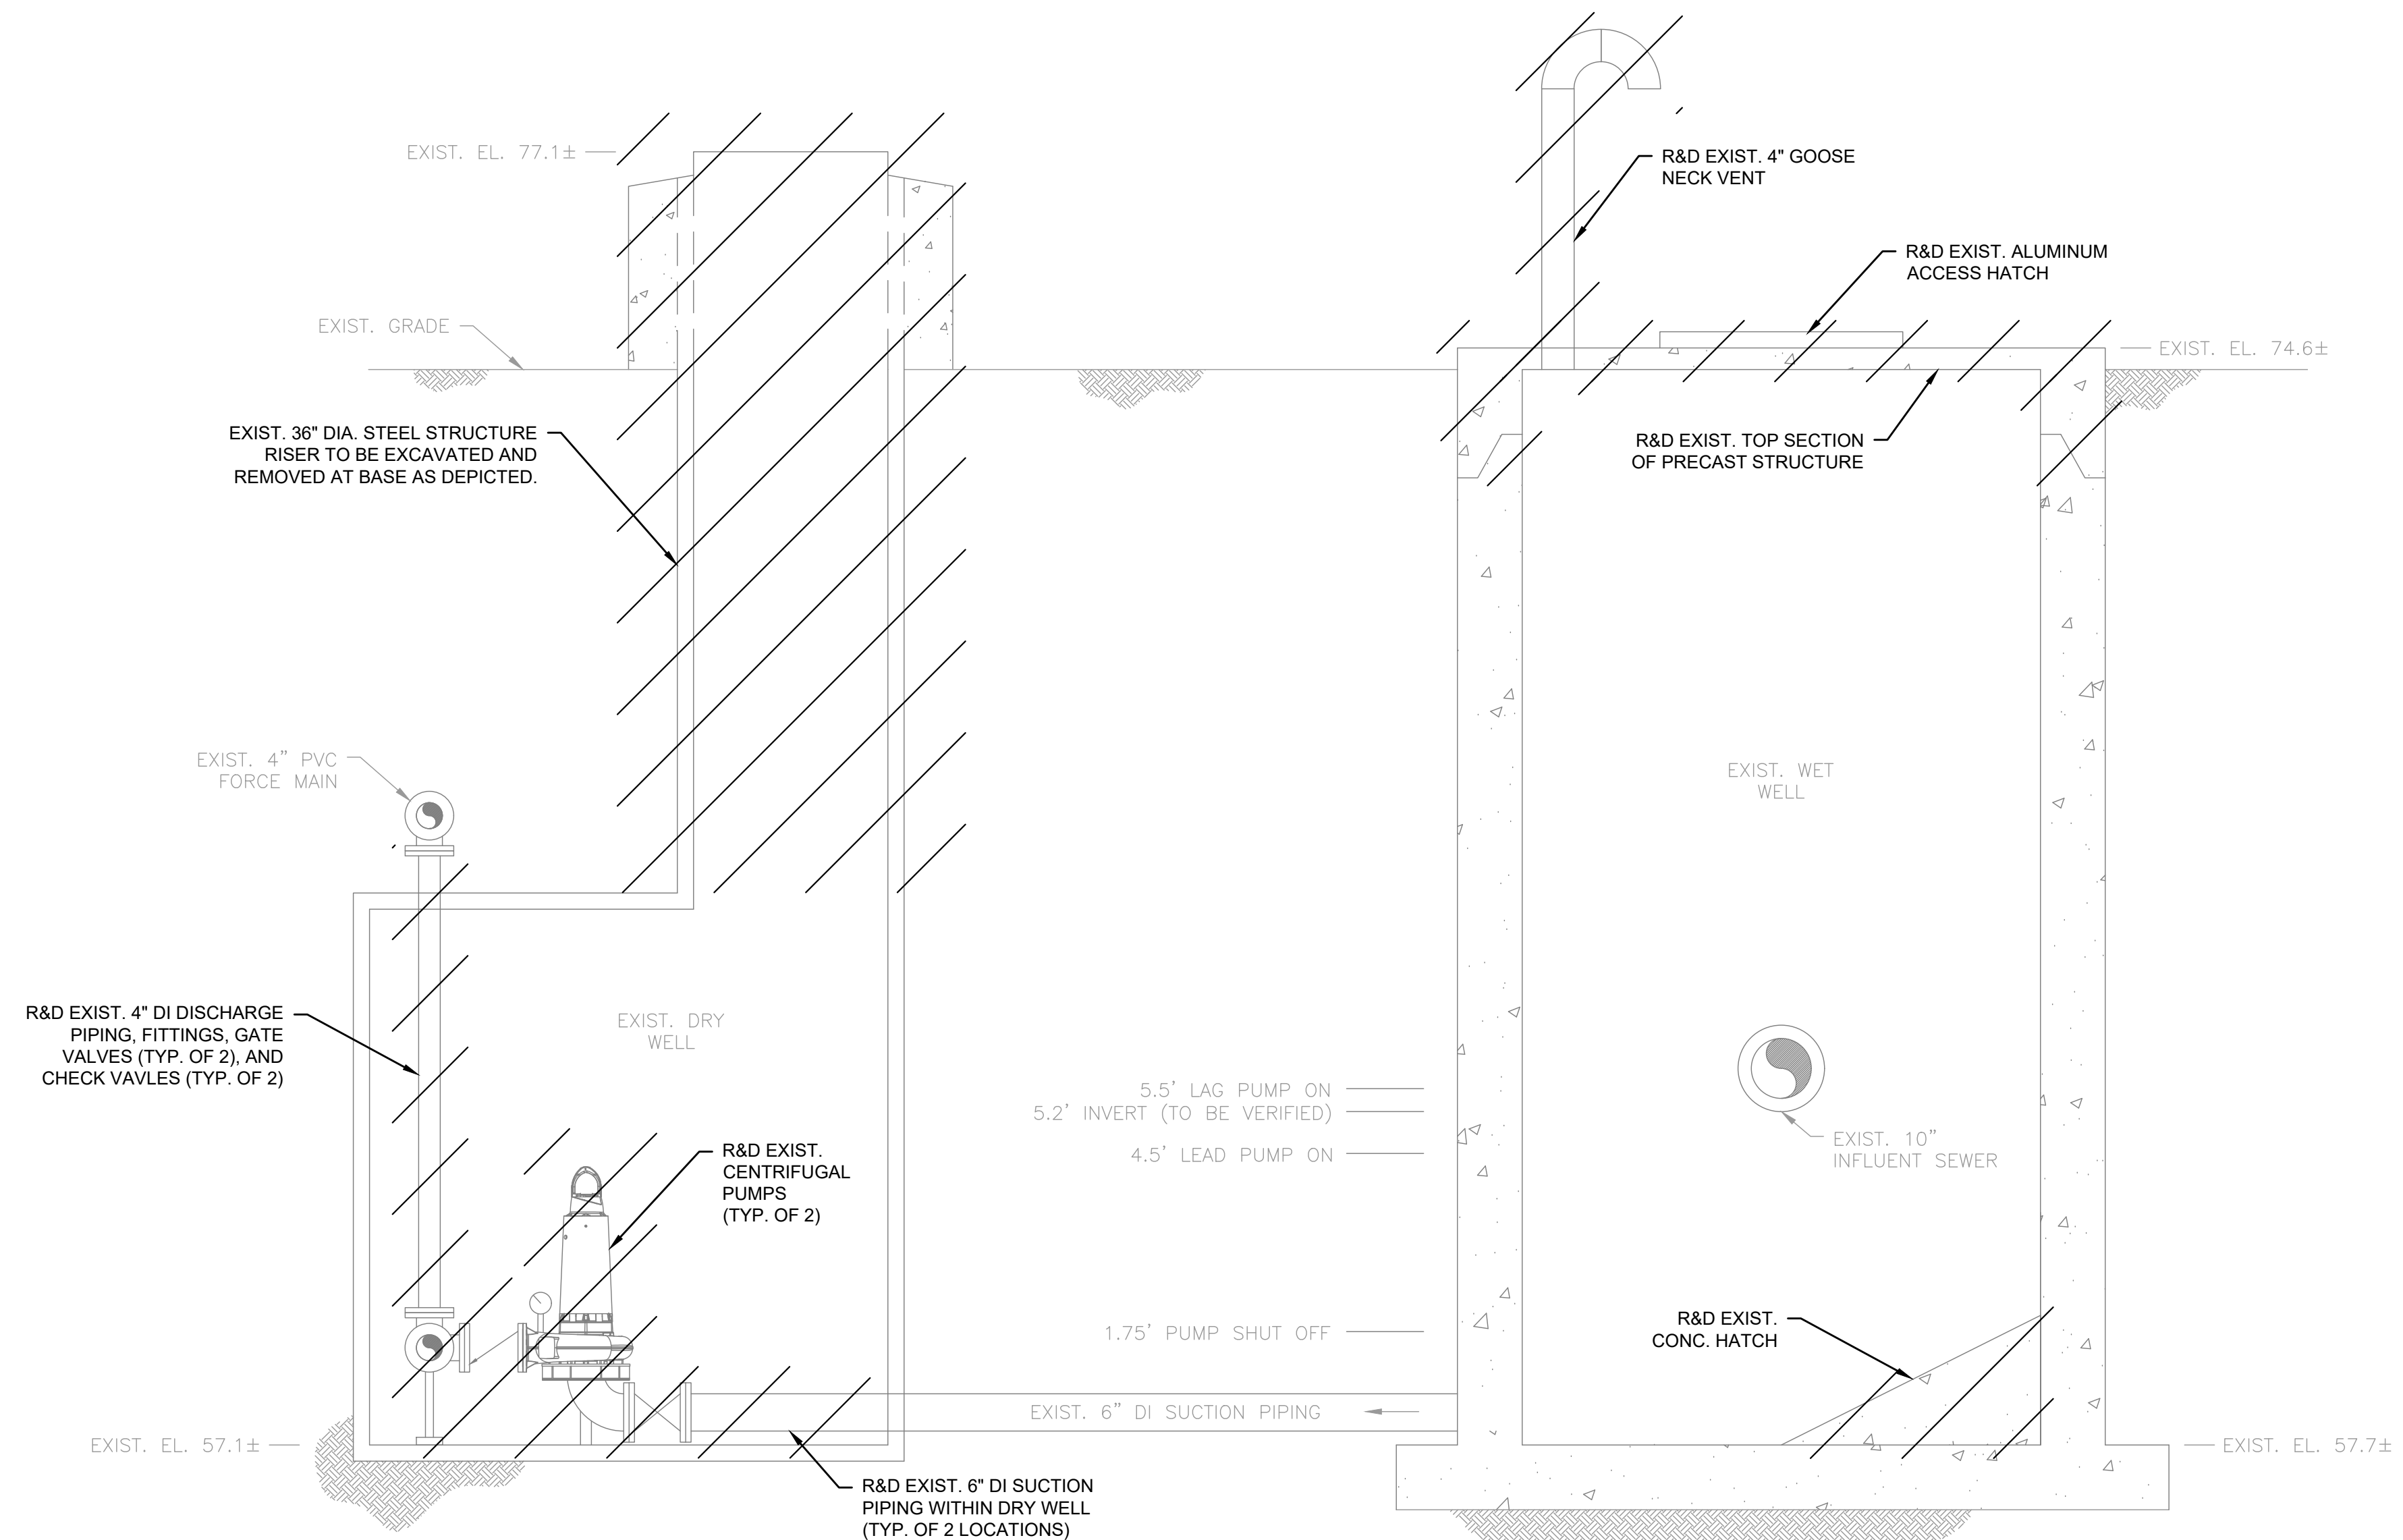 R&D EXIST. 4" GOOSE
NECK VENT
EXIST. EL. 77.1±
R&D EXIST. ALUMINUM
ACCESS HATCH
EXIST. GRADE
EXIST. EL. 74.6±
EXIST. 36" DIA. STEEL STRUCTURE
RISER TO BE EXCAVATED AND
REMOVED AT BASE AS DEPICTED.
R&D EXIST. TOP SECTION
OF PRECAST STRUCTURE
EXIST. 4” PVC
FORCE MAIN
EXIST. WET
WELL
R&D EXIST. 4" DI DISCHARGE
PIPING, FITTINGS, GATE
VALVES (TYP. OF 2), AND
CHECK VAVLES (TYP. OF 2)
EXIST. DRY
WELL
5.5’ LAG PUMP ON
5.2’ INVERT (TO BE VERIFIED)
4.5’ LEAD PUMP ON
EXIST. 10”
INFLUENT SEWER
R&D EXIST.
CENTRIFUGAL
PUMPS
(TYP. OF 2)
1.75’ PUMP SHUT OFF
R&D EXIST.
CONC. HATCH
EXIST. 6” DI SUCTION PIPING
EXIST. EL. 57.1±
EXIST. EL. 57.7±
R&D EXIST. 6" DI SUCTION
PIPING WITHIN DRY WELL
(TYP. OF 2 LOCATIONS)